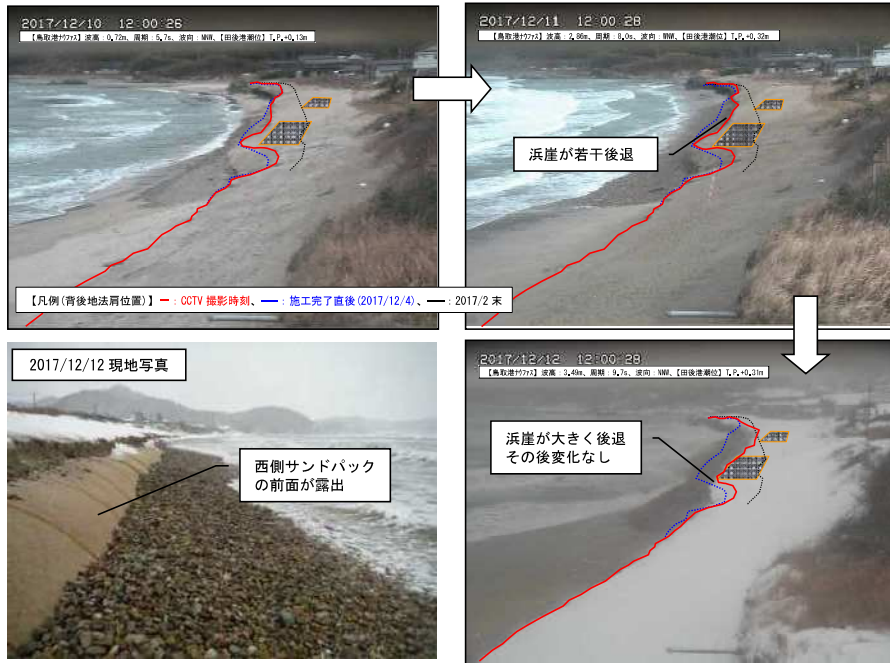 2017/12/10 12:00:26
【鳥取港ナウファス】波高：0.72m、周期：5.7s、波向：NNW、【田後港潮位】T.P.+0.13m
2017/12/11 12:00:28
【鳥取港ナウファス】波高：2.86m、周期：8.0s、波向：WNW、【田後港潮位】T.P.+0.32m
浜崖が若干後退
【凡例(背後地法肩位置)】 ：CCTV 撮影時刻、 ：施工完了直後(2017/12/4)、 ：2017/2 末
2017/12/12 現地写真
西側サンドパック
の前面が露出
2017/12/12 12:00:28
【鳥取港ナウファス】波高：3.49m、周期：9.7s、波向：NNW、【田後港潮位】T.P.+0.31m
浜崖が大きく後退
その後変化なし